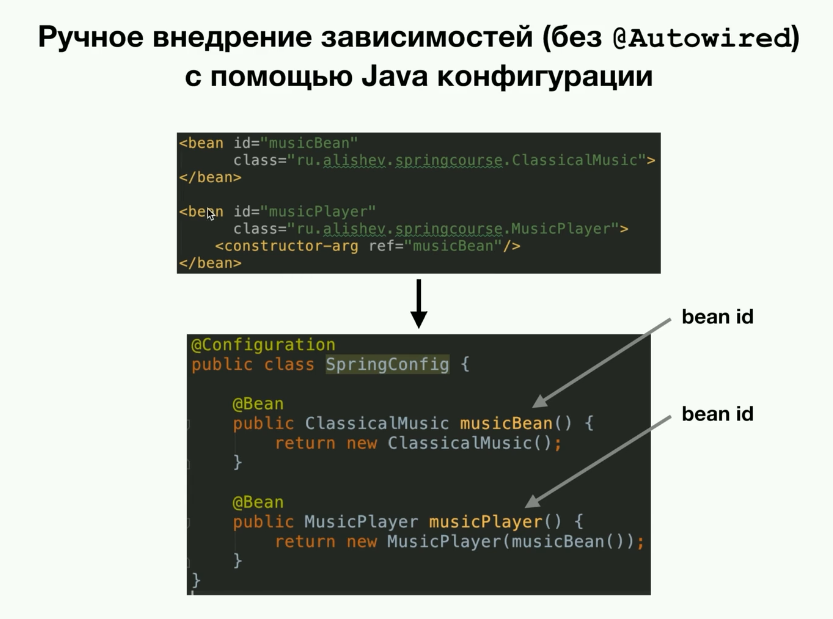 Ручное внедрение зависимостей (без @Autowired)
с помощью Java конфигурации
<bean id="musicBean"
      class="ru.alishev.springcourse.ClassicalMusic">
</bean>
<bean id="musicPlayer"
      class="ru.alishev.springcourse.MusicPlayer">
    <constructor-arg ref="musicBean"/>
</bean>
bean id
@Configuration
public class SpringConfig {
    @Bean
    public ClassicalMusic musicBean() {
        return new ClassicalMusic();
    }
bean id
    @Bean
    public MusicPlayer musicPlayer() {
        return new MusicPlayer(musicBean());
    }
}